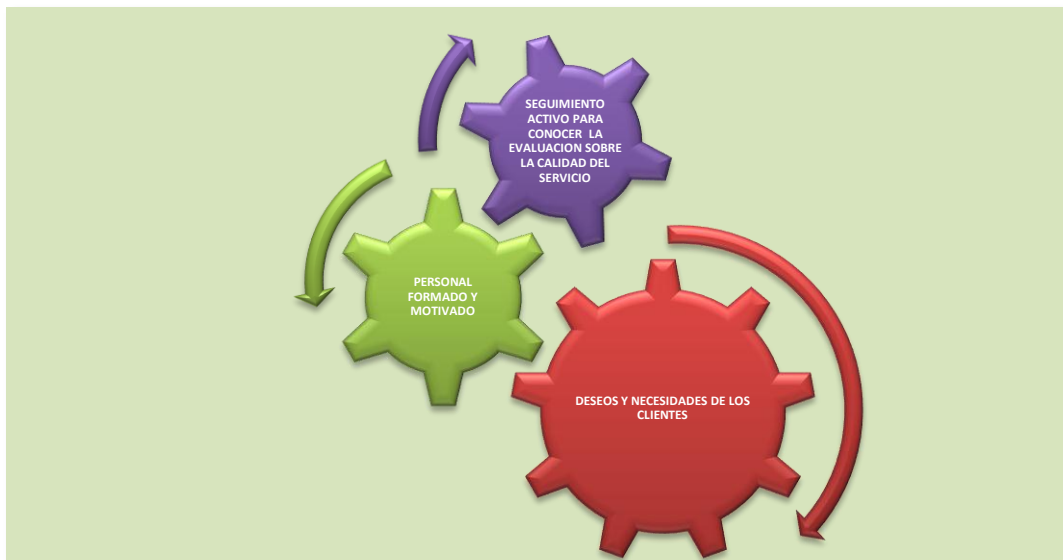 SEGUIMIENTO
ACTIVO PARA
CONOCER LA
EVALUACION SOBRE
LA CALIDAD DEL
SERVICIO
PERSONAL
FORMADO Y
MOTIVADO
DESEOS Y NECESIDADES DE LOS
CLIENTES